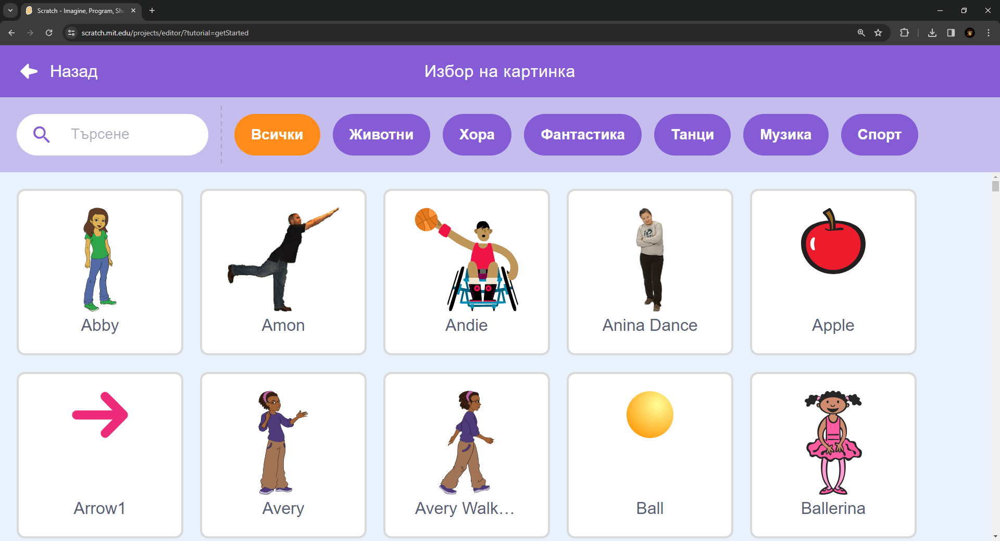 Scratch - Imagine, Program, Sha
scratch.mit.edu/projects/editor/?tutorial=getStarted
Назад
Избор на картинка
Търсене
Всички
Животни
Хора
Фантастика
Танци
Музика
Спорт
Abby
Amon
Andie
Anina Dance
Apple
Arrow1
Avery
Avery Walk...
Ball
Ballerina